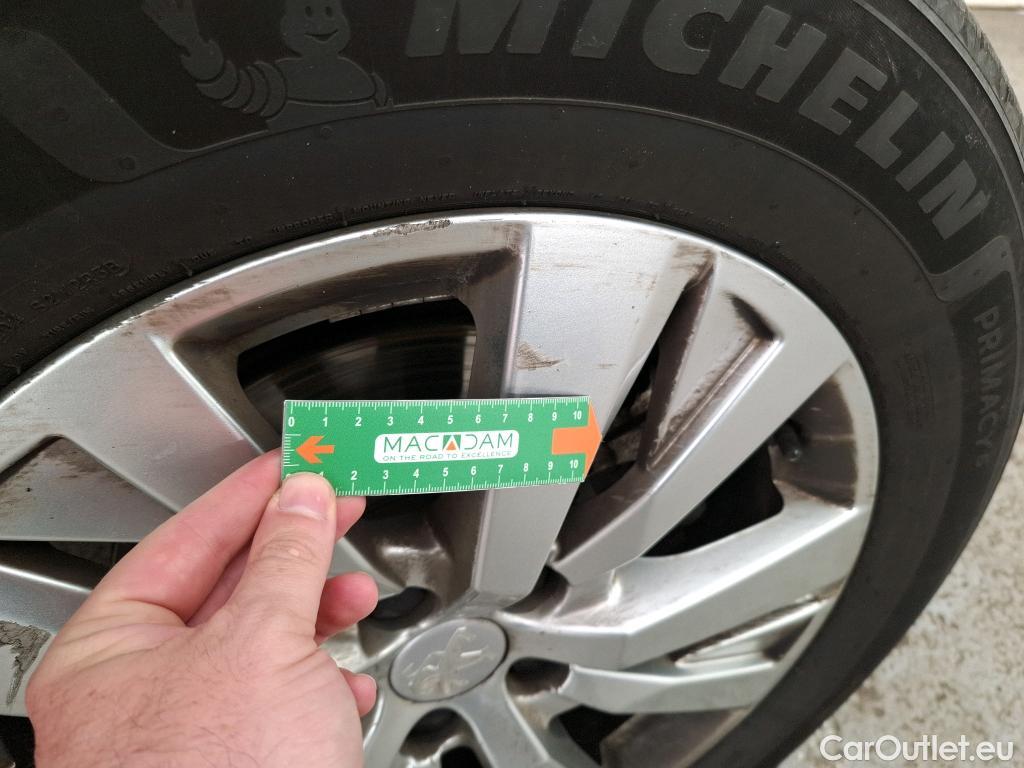 MICHELIN
PRIMACY
0 1 2 3 4 5 6 7 8 9 10
MACADAM
ON THE ROAD TO EXCELLENCE
1 2 3 4 5 6 7 8 9 10
CarOutlet.eu